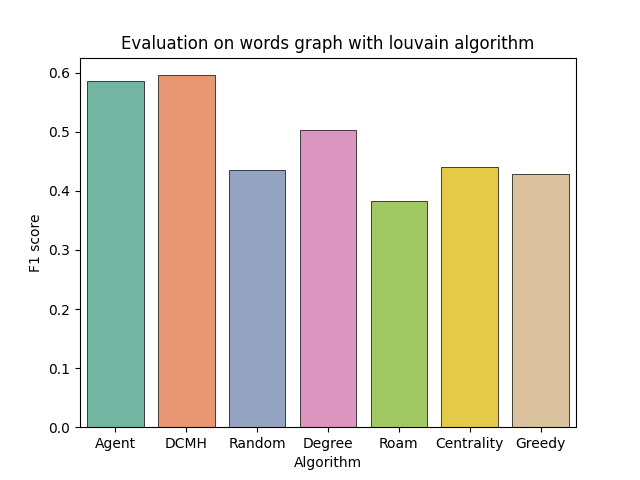 Evaluation on words graph with louvain algorithm
F1 score
0.6
0.5
0.4
0.3
0.2
0.1
0.0
Agent DCMH Random Degree Roam Centrality Greedy
Algorithm